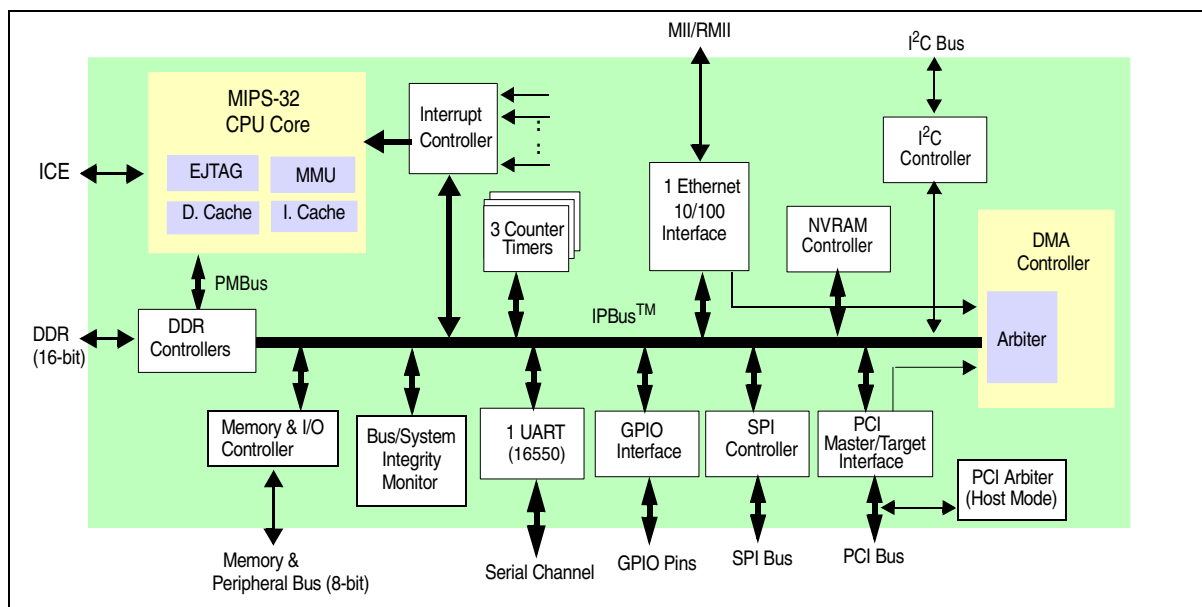 MII/RMII
I²C Bus
MIPS-32
CPU Core
EJTAG
MMU
D. Cache
I. Cache
ICE
Interrupt
Controller
:
:
I²C
Controller
1 Ethernet
10/100
Interface
3 Counter
Timers
NVRAM
Controller
DMA
Controller
Arbiter
PMBus
IPBus™
DDR
(16-bit)
DDR
Controllers
Memory & I/O
Controller
Bus/System
Integrity
Monitor
1 UART
(16550)
GPIO
Interface
SPI
Controller
PCI
Master/Target
Interface
PCI Arbiter
(Host Mode)
Memory &
Peripheral Bus (8-bit)
Serial Channel
GPIO Pins
SPI Bus
PCI Bus